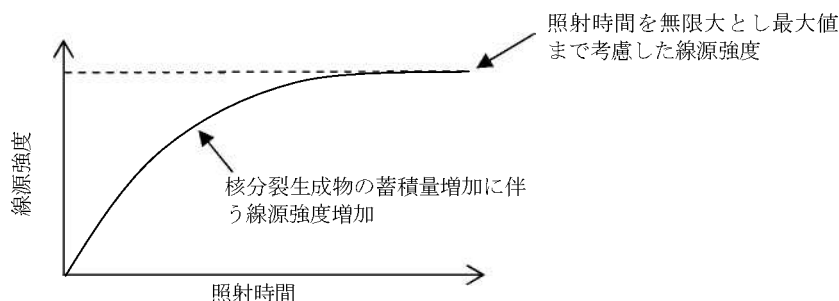 照射時間を無限大とし最大値
まで考慮した線源強度
線源強度
核分裂生成物の蓄積量増加に伴
う線源強度増加
照射時間